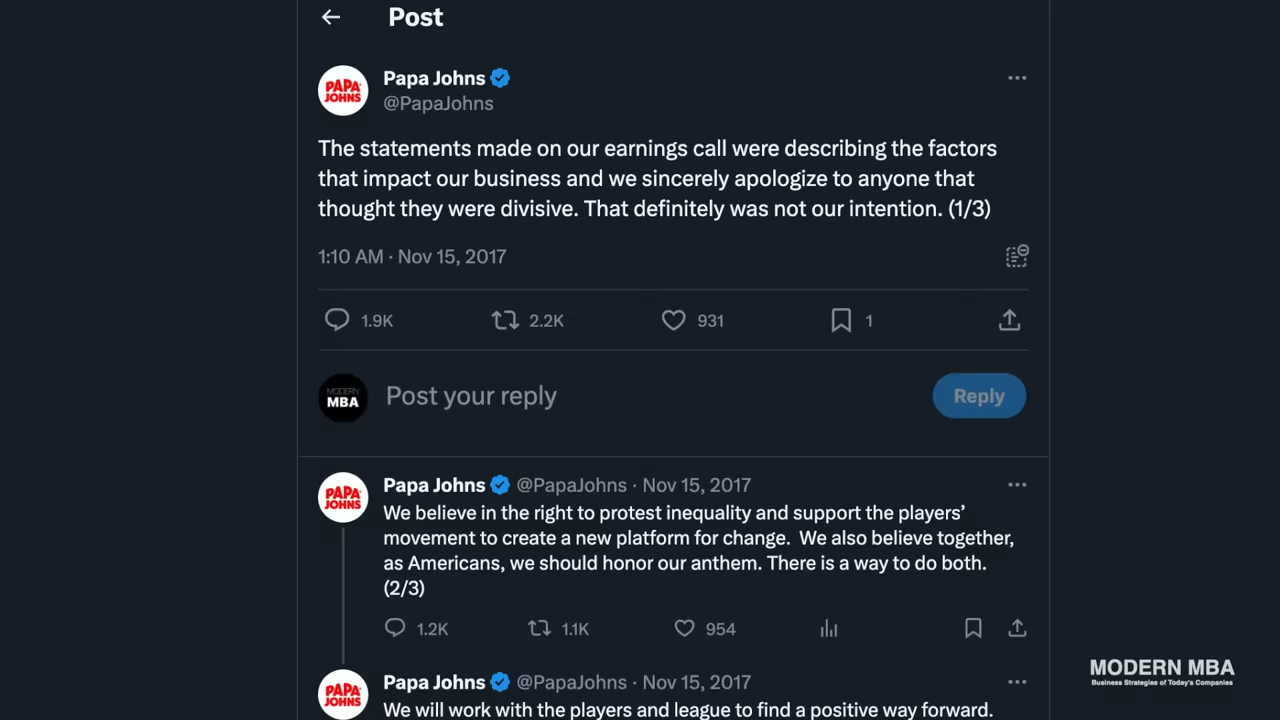 Post
PAPA JOHNS
Papa Johns
@PapaJohns
The statements made on our earnings call were describing the factors
that impact our business and we sincerely apologize to anyone that
thought they were divisive. That definitely was not our intention. (1/3)
1:10 AM · Nov 15, 2017
1.9K 2.2K 931 1
MODERN MBA
Post your reply
Reply
PAPA JOHNS
Papa Johns @PapaJohns · Nov 15, 2017
We believe in the right to protest inequality and support the players'
movement to create a new platform for change.  We also believe together,
as Americans, we should honor our anthem. There is a way to do both.
(2/3)
1.2K 1.1K 954
PAPA JOHNS
Papa Johns @PapaJohns · Nov 15, 2017
We will work with the players and league to find a positive way forward.
MODERN MBA
Business Strategies of Today's Companies